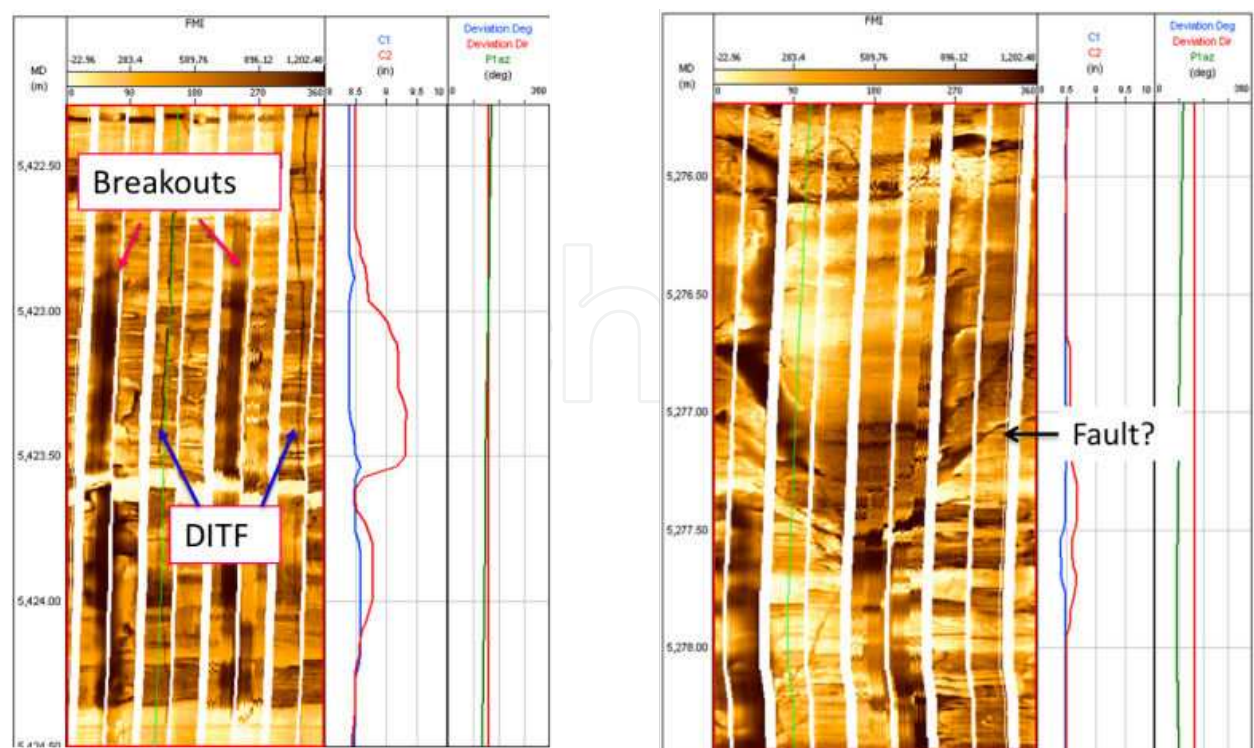 FMI
-22.96 283.4 589.76 896.12 1,202.48
MD
(m)
0 90 180 270 360
C1
C2
(in)
8 8.5 9 9.5 10
Deviation Deg
Deviation Dir
P1az
(deg)
0 360
5,422.50
Breakouts
5,423.00
5,423.50
DITF
5,424.00
5,424.50
FMI
-22.96 283.4 589.76 896.12 1,202.48
MD
(m)
0 90 180 270 360
C1
C2
(in)
8 8.5 9 9.5 10
Deviation Deg
Deviation Dir
P1az
(deg)
0 360
5,276.00
5,276.50
5,277.00
Fault?
5,277.50
5,278.00
h